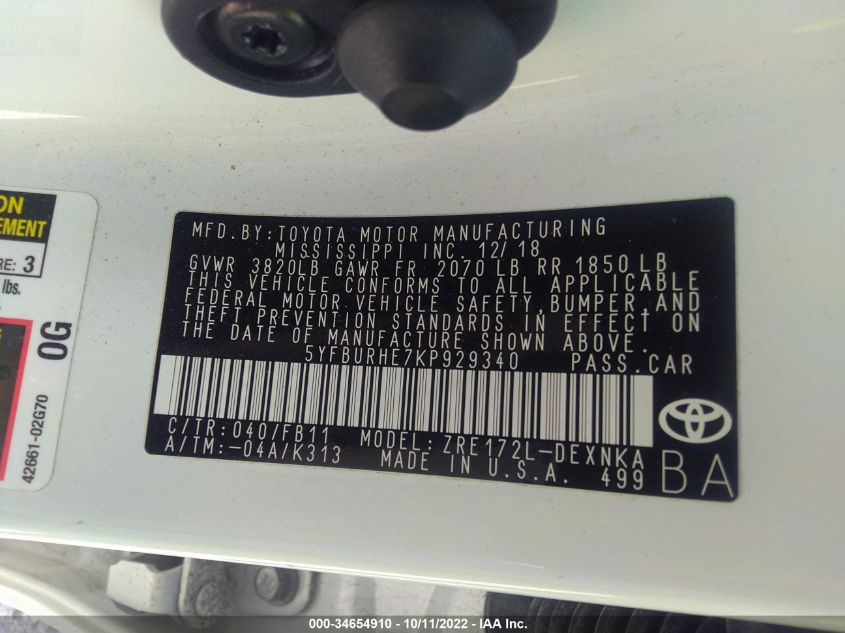 ON
EMENT
RE: 3
lbs.
0G
42661-02G70
MFD. BY: TOYOTA MOTOR MANUFACTURING
MISSISSIPPI INC. 12/18
GVWR 3820LB GAWR FR 2070 LB RR 1850 LB
THIS VEHICLE CONFORMS TO ALL APPLICABLE
FEDERAL MOTOR VEHICLE SAFETY, BUMPER, AND
THEFT PREVENTION STANDARDS IN EFFECT ON
THE DATE OF MANUFACTURE SHOWN ABOVE.
5YFBURHE7KP929340 PASS. CAR
C/TR: 040/FB11 MODEL: ZRE172L-DEXNKA
A/TM: -04A/K313 MADE IN U.S.A. 499
BA
000-34654910 - 10/11/2022 - IAA Inc.